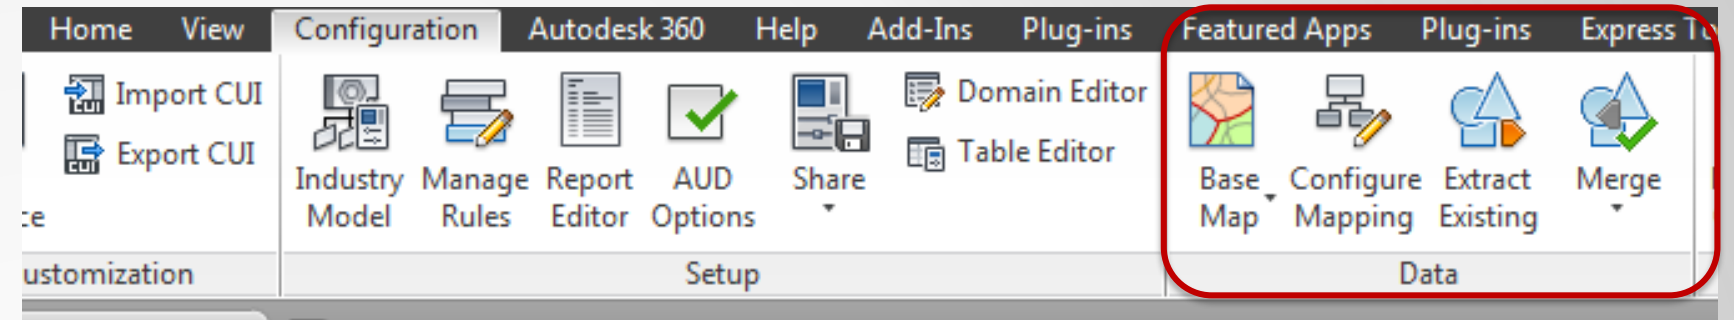 Home View Configuration Autodesk 360 Help Add-Ins Plug-ins Featured Apps Plug-ins Express
Import CUI
Export CUI
Industry Model
Manage Rules
Report Editor
AUD Options
Share
Domain Editor
Table Editor
Base Map
Configure Mapping
Extract Existing
Merge
ustomization
Setup
Data